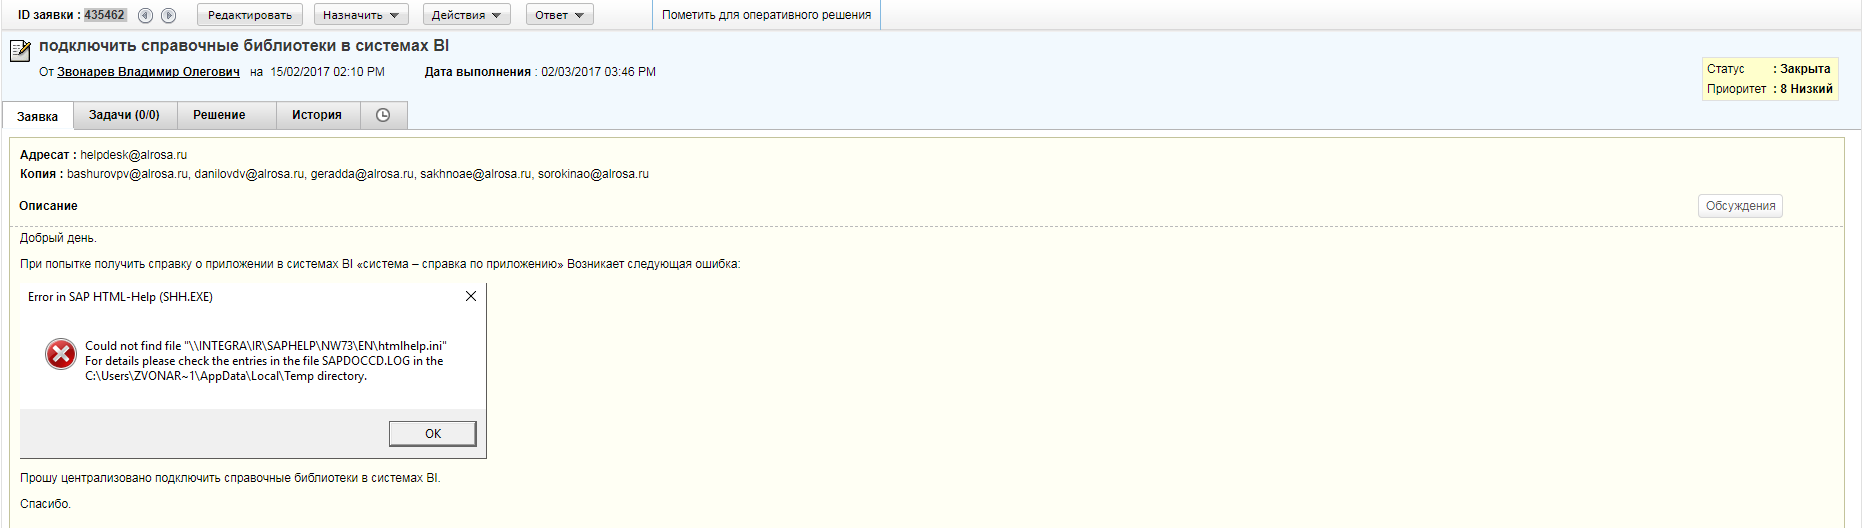 ID заявки : 435462 Редактировать Назначить Действия Ответ Пометить для оперативного решения
подключить справочные библиотеки в системах BI
От Звонарев Владимир Олегович на 15/02/2017 02:10 PM Дата выполнения : 02/03/2017 03:46 PM
Статус : Закрыта
Приоритет : 8 Низкий
Заявка Задачи (0/0) Решение История
Адресат : helpdesk@alrosa.ru
Копия : bashurovpv@alrosa.ru, danilovdv@alrosa.ru, geradda@alrosa.ru, sakhnoae@alrosa.ru, sorokinao@alrosa.ru
Описание Обсуждения
Добрый день.
При попытке получить справку о приложении в системах BI «система – справка по приложению» Возникает следующая ошибка:
Error in SAP HTML-Help (SHH.EXE)
Could not find file "\\INTEGRA\IR\SAPHELP\NW73\EN\htmlhelp.ini"
For details please check the entries in the file SAPDOCCD.LOG in the
C:\Users\ZVONAR~1\AppData\Local\Temp directory.
OK
Прошу централизовано подключить справочные библиотеки в системах BI.
Спасибо.